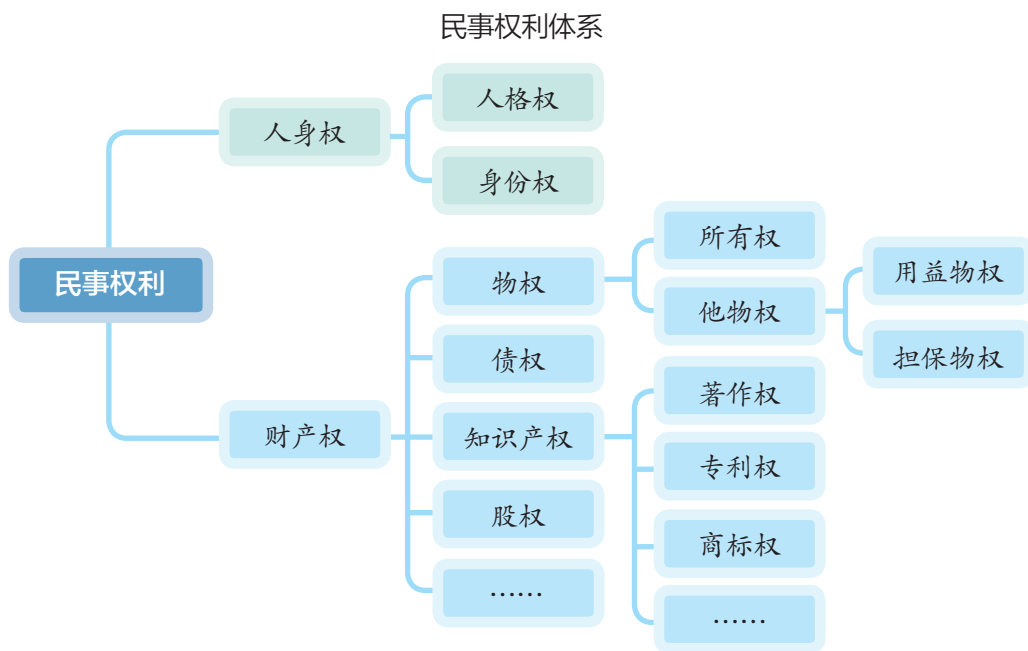 民事权利体系
民事权利
人身权
人格权
身份权
财产权
物权
所有权
他物权
用益物权
担保物权
债权
知识产权
著作权
专利权
商标权
……
股权
……